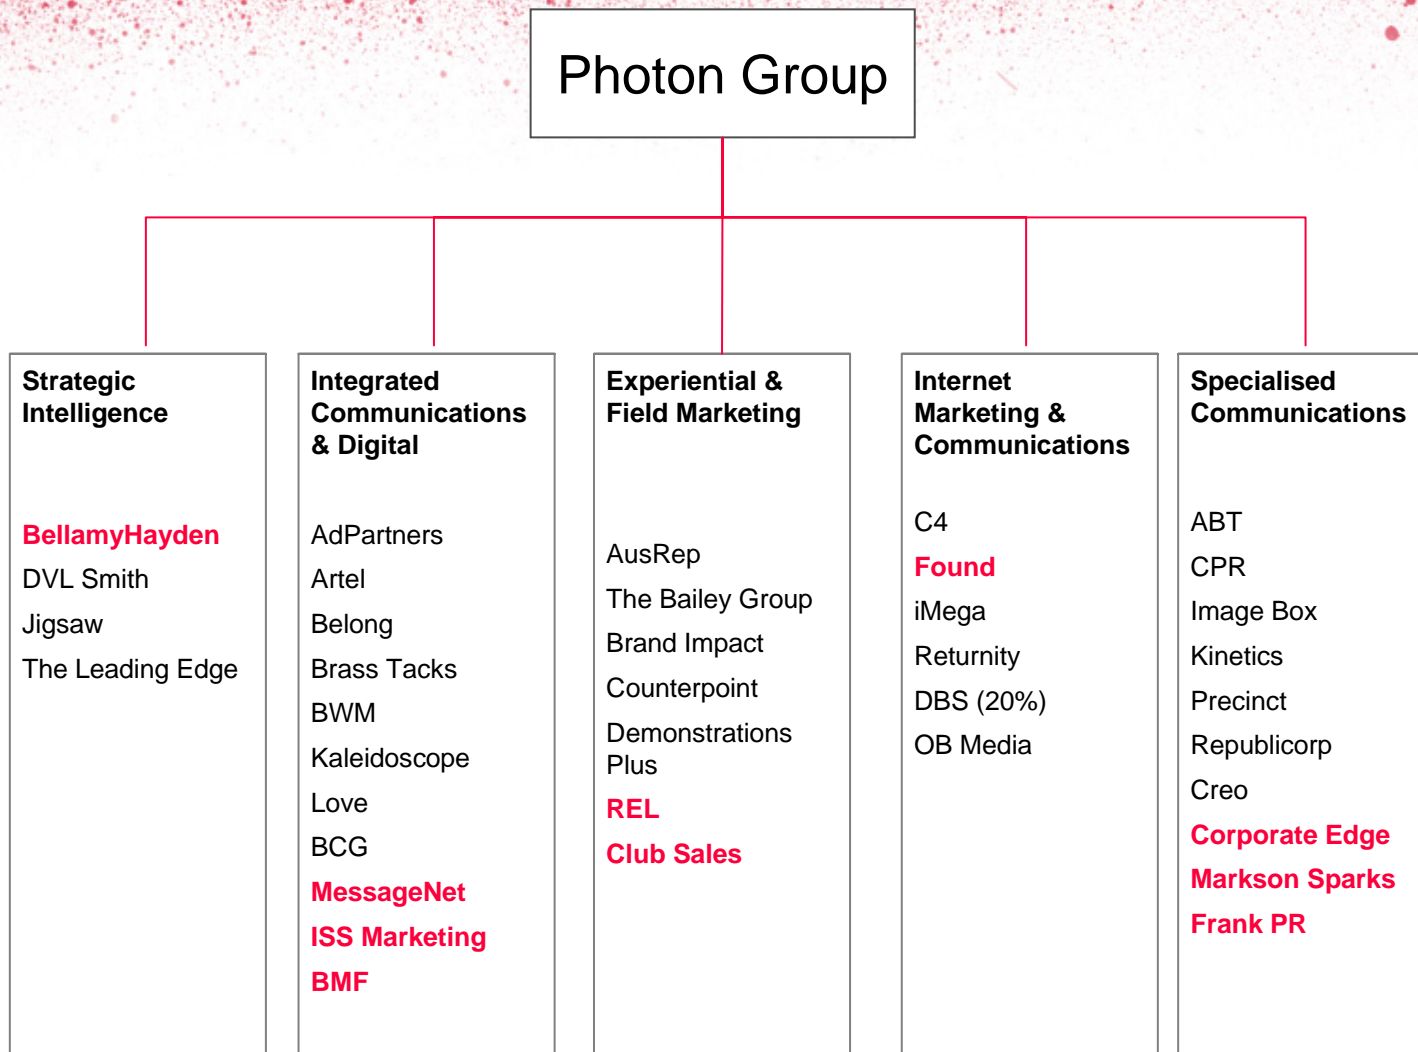 Photon Group
Strategic
Intelligence
BellamyHayden
DVL Smith
Jigsaw
The Leading Edge
Integrated
Communications
& Digital
AdPartners
Artel
Belong
Brass Tacks
BWM
Kaleidoscope
Love
BCG
MessageNet
ISS Marketing
BMF
Experiential &
Field Marketing
AusRep
The Bailey Group
Brand Impact
Counterpoint
Demonstrations
Plus
REL
Club Sales
Internet
Marketing &
Communications
C4
Found
iMega
Returnity
DBS (20%)
OB Media
Specialised
Communications
ABT
CPR
Image Box
Kinetics
Precinct
Republicorp
Creo
Corporate Edge
Markson Sparks
Frank PR